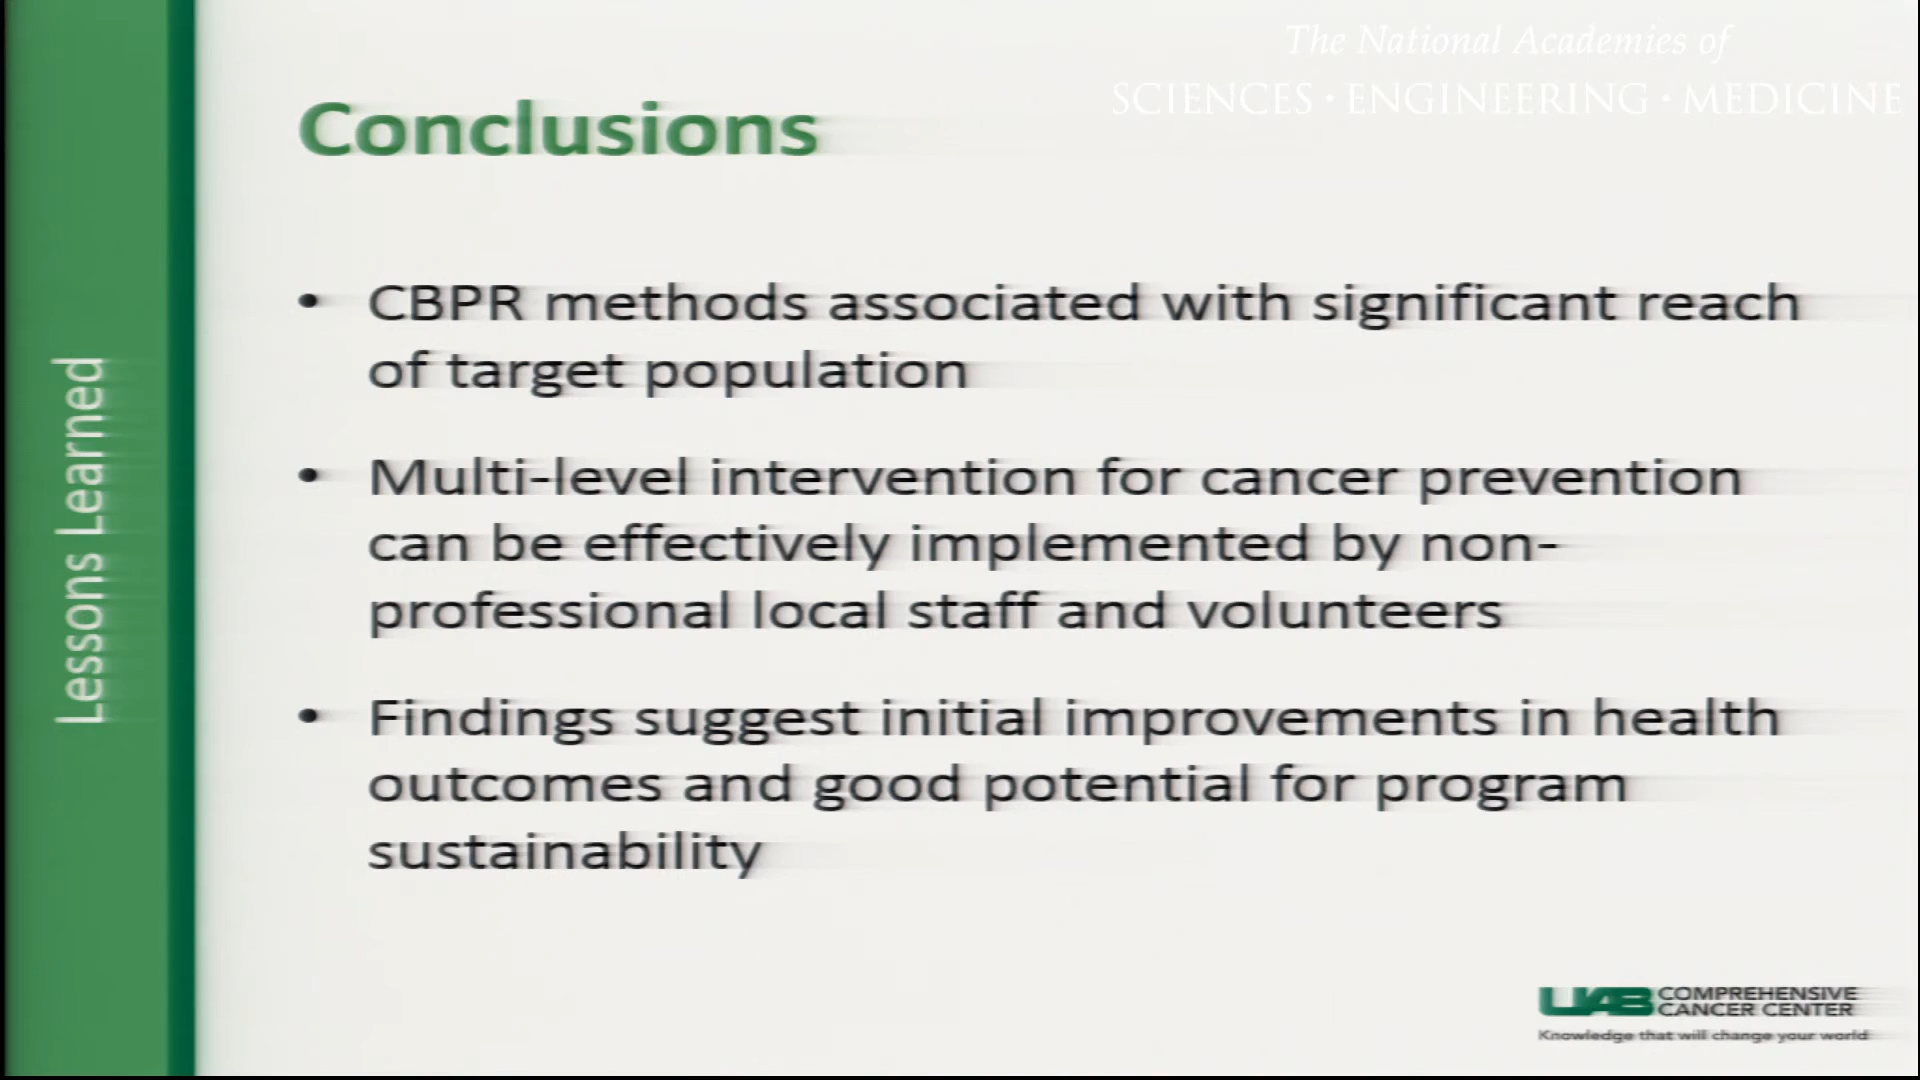 The National Academies of
SCIENCES · ENGINEERING · MEDICINE
Conclusions
Lessons Learned
• CBPR methods associated with significant reach
of target population
• Multi-level intervention for cancer prevention
can be effectively implemented by non-
professional local staff and volunteers
• Findings suggest initial improvements in health
outcomes and good potential for program
sustainability
UAB COMPREHENSIVE
CANCER CENTER
Knowledge that will change your world